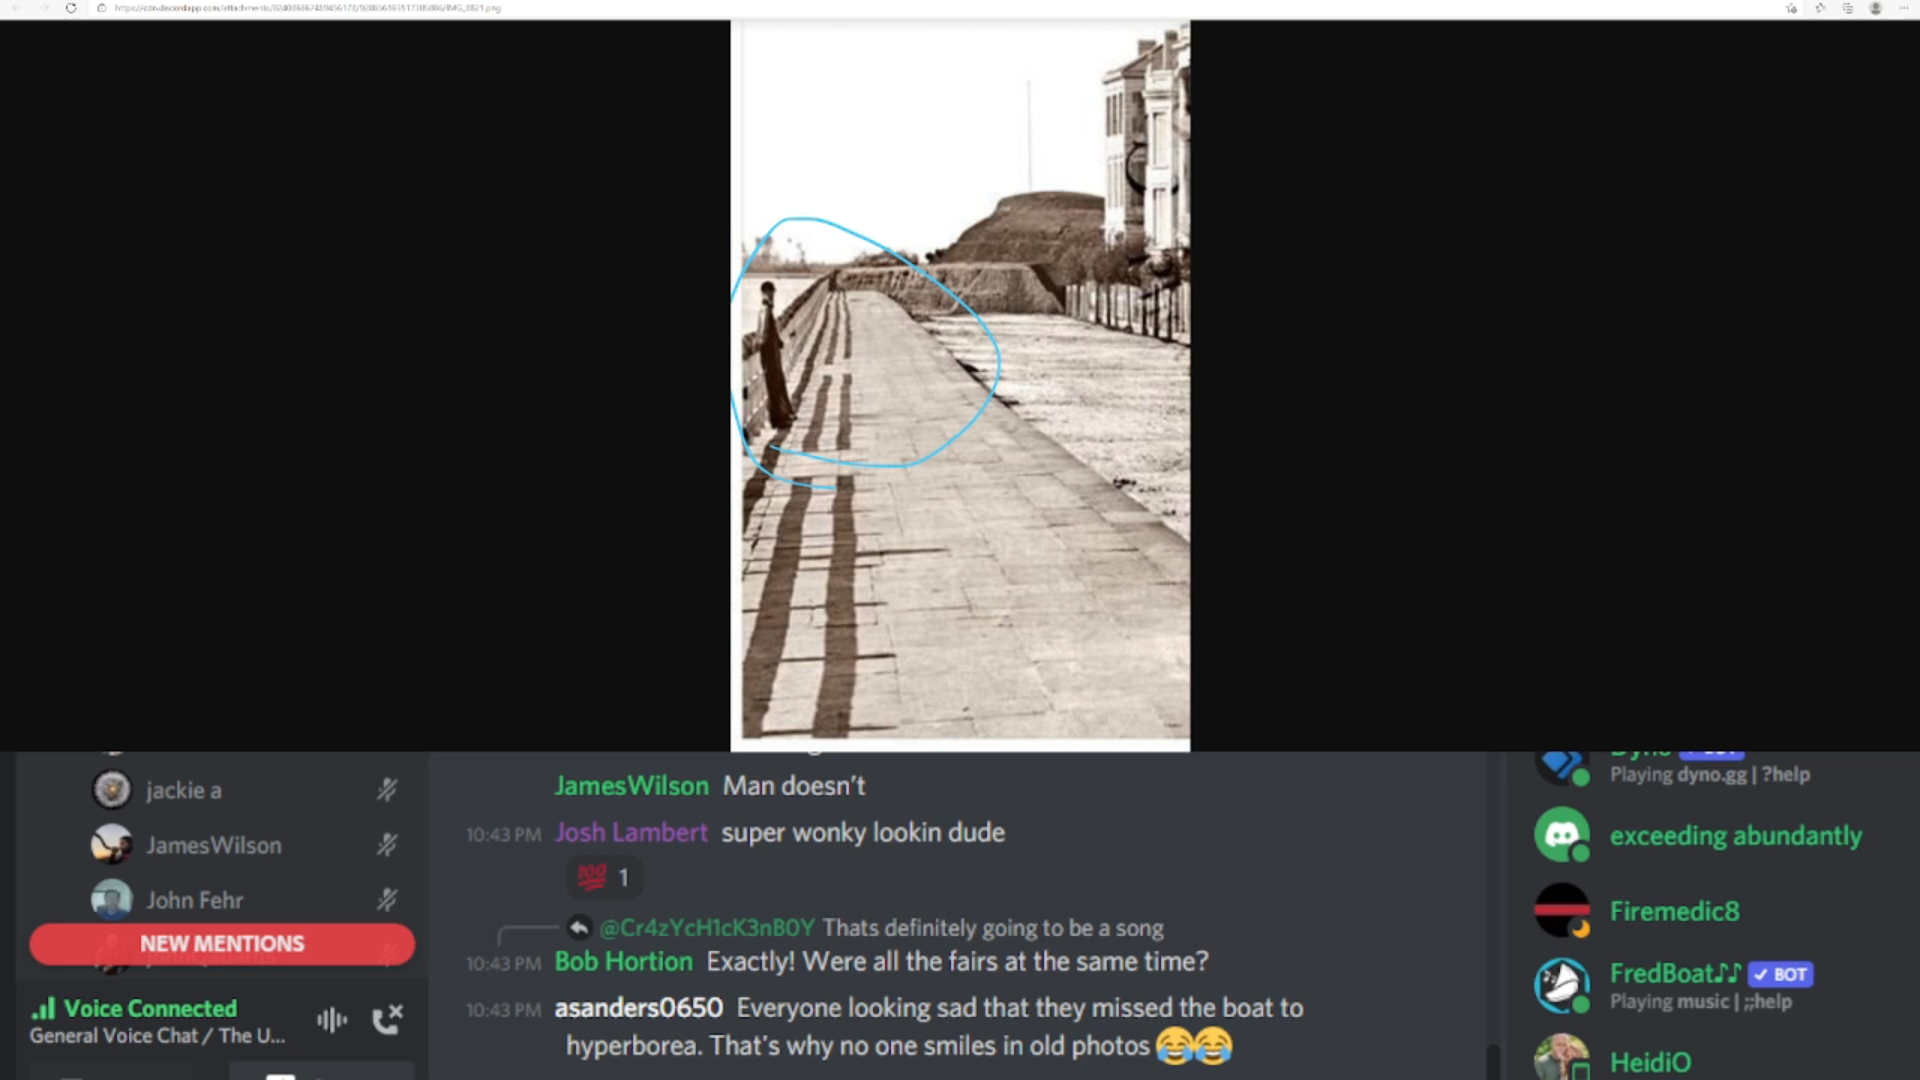 JamesWilson Man doesn't
jackie a
10:43 PM Josh Lambert super wonky lookin dude
JamesWilson
1
John Fehr
@Cr4zYcH1cK3nB0Y Thats definitely going to be a song
NEW MENTIONS
10:43 PM Bob Hortion Exactly! Were all the fairs at the same time?
Voice Connected
General Voice Chat / The U...
10:43 PM asanders0650 Everyone looking sad that they missed the boat to
hyperborea. That's why no one smiles in old photos 😂😂
Playing dyno.gg | ?help
exceeding abundantly
Firemedic8
FredBoat♪♪ ✓ BOT
Playing music | ;;help
HeidiO